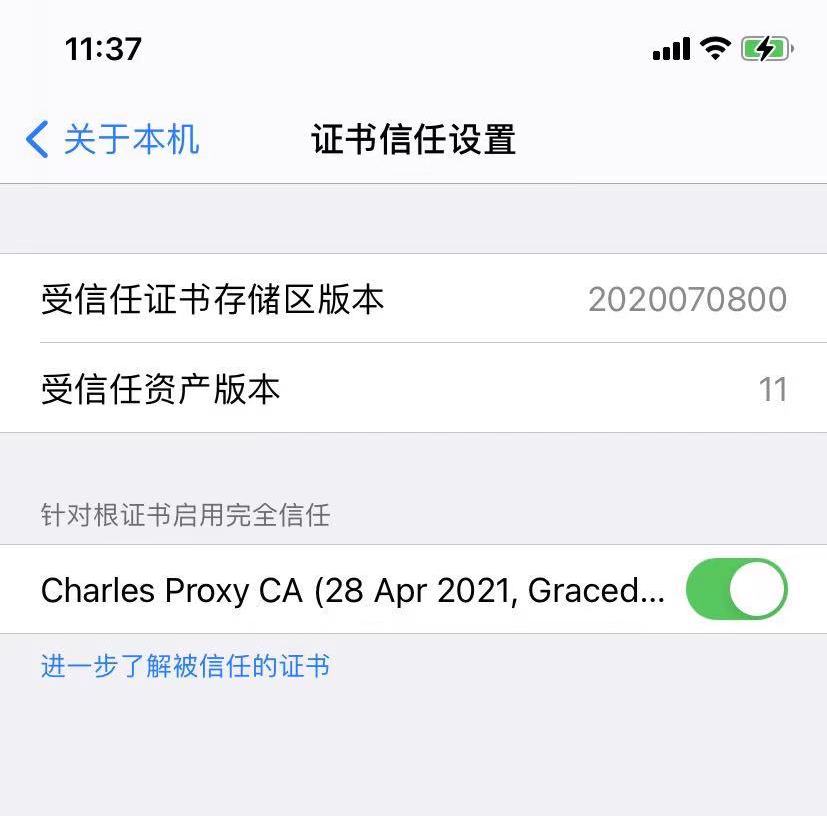 11:37
关于本机
证书信任设置
受信任证书存储区版本 2020070800
受信任资产版本 11
针对根证书启用完全信任
Charles Proxy CA (28 Apr 2021, Graced...
进一步了解被信任的证书